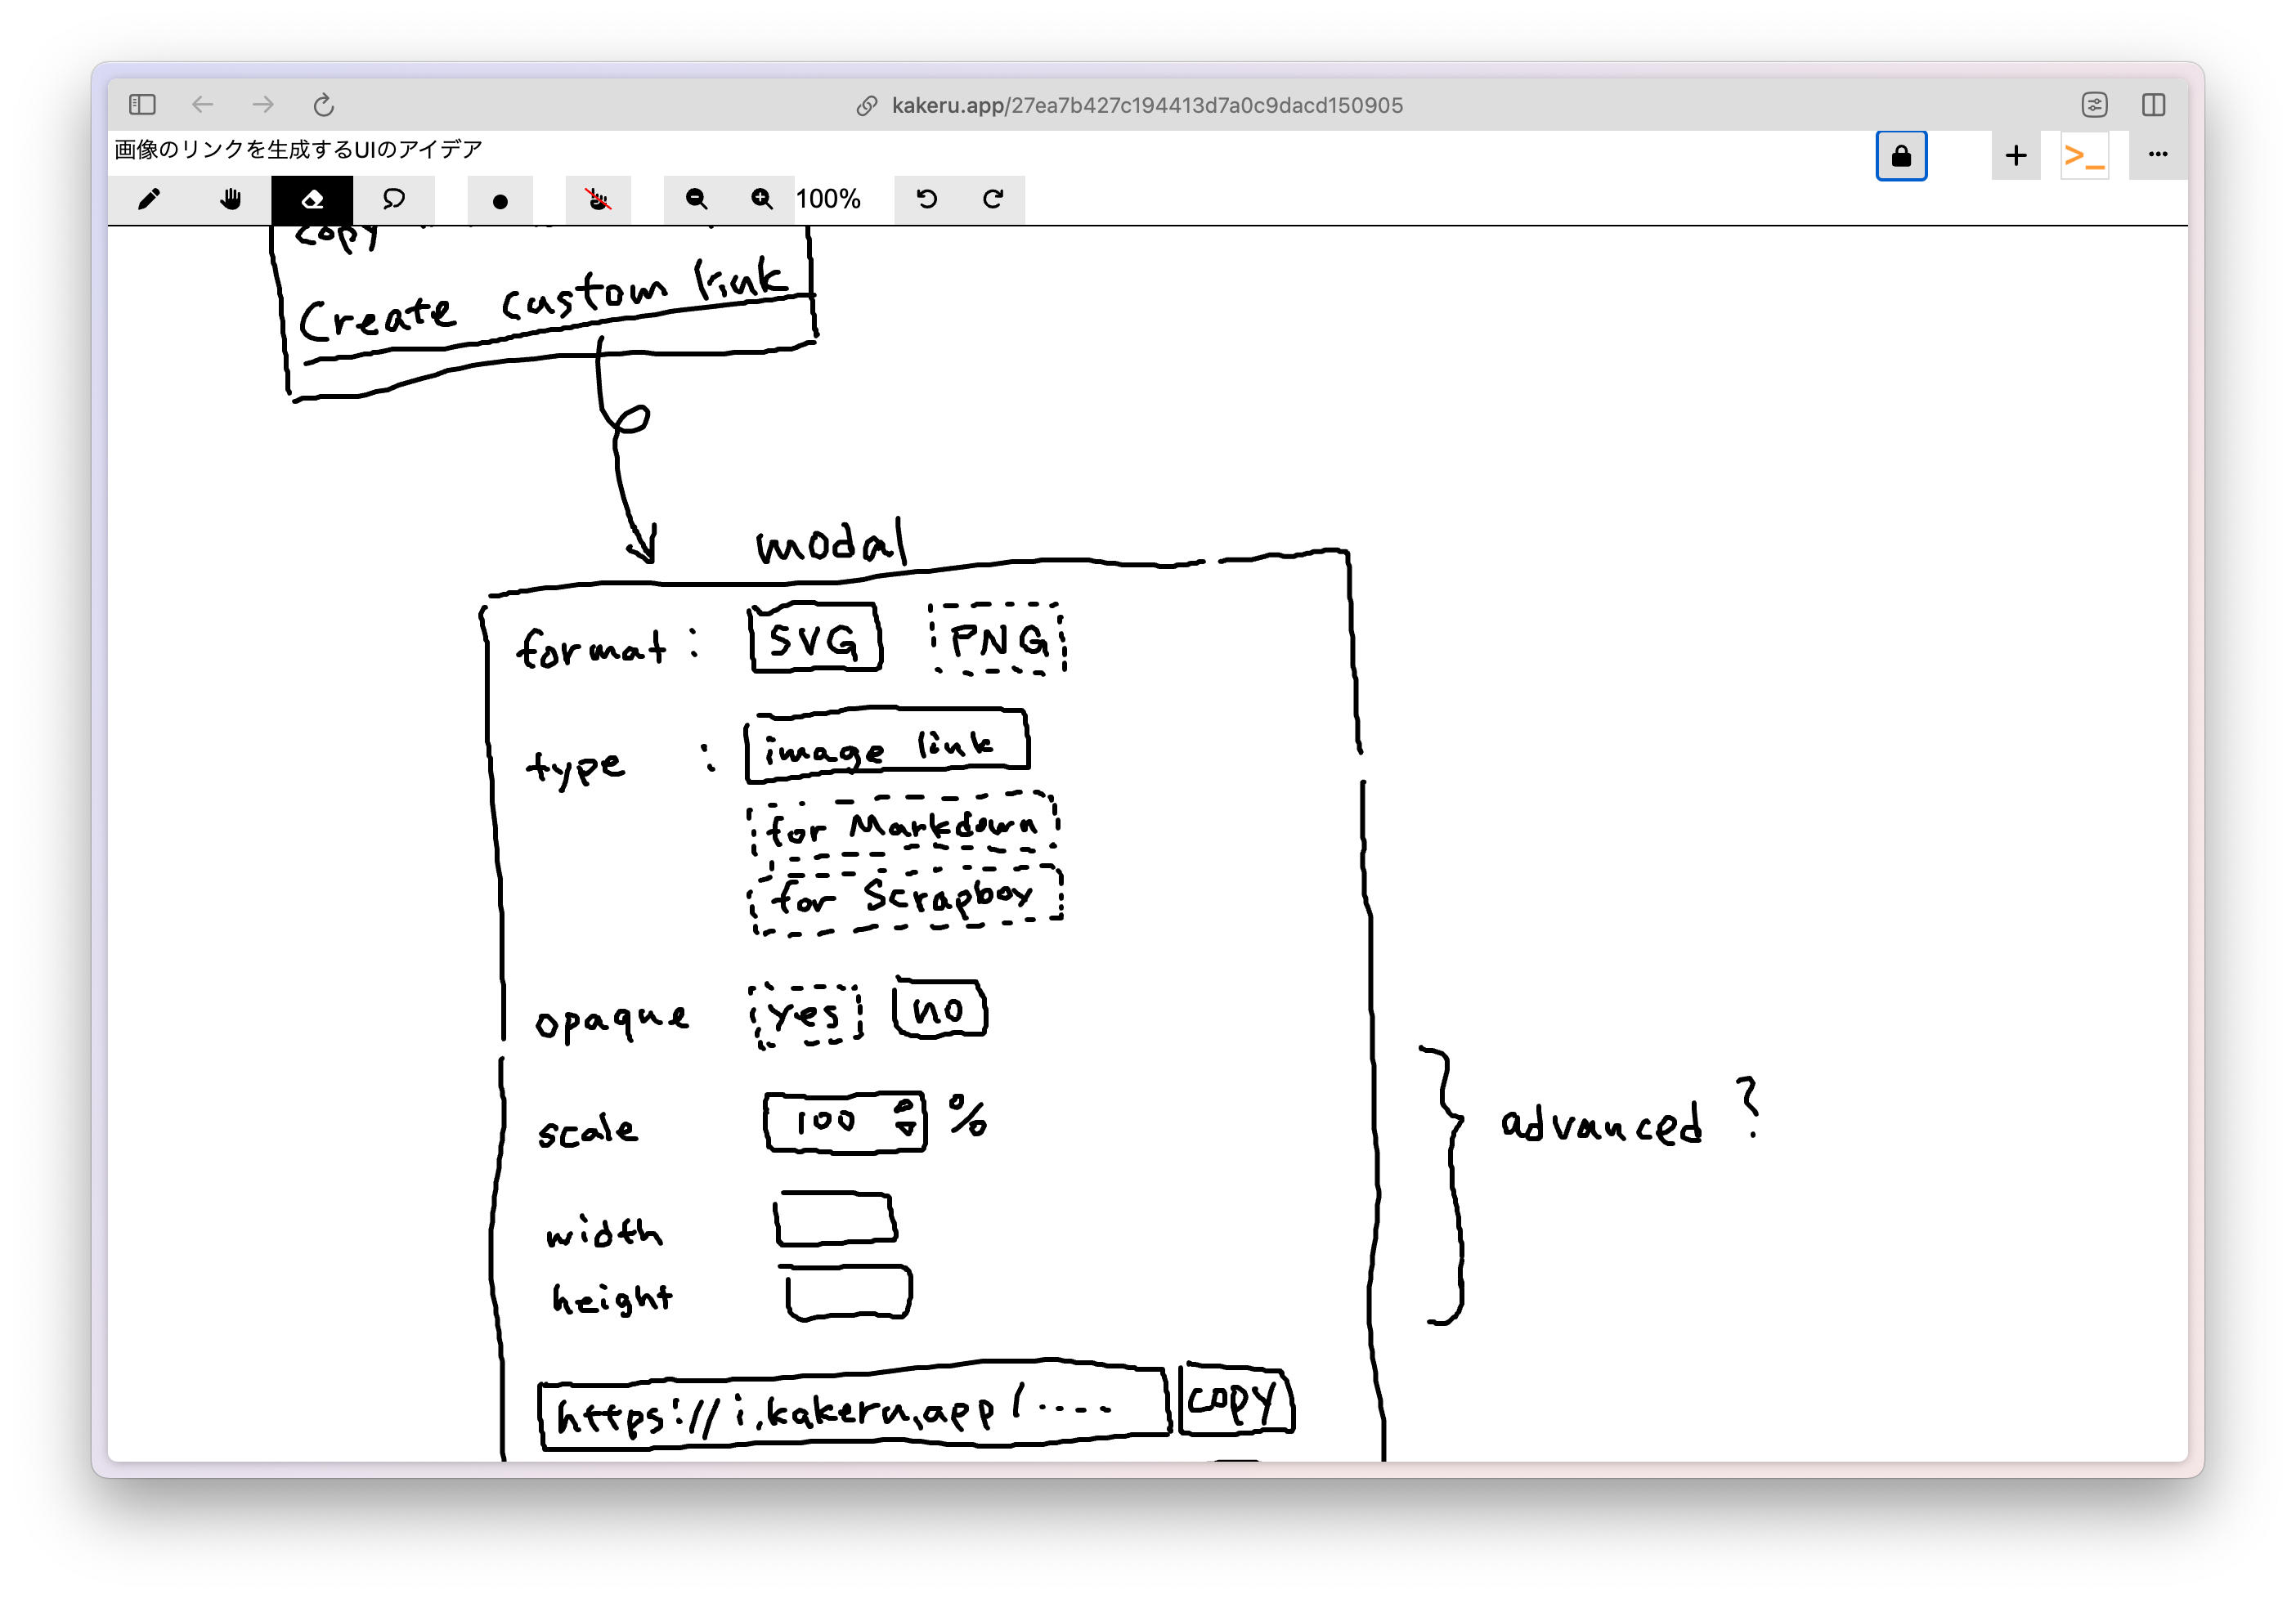 kakeru.app/27ea7b427c194413d7a0c9dacd150905
画像のリンクを生成するUIのアイデア
100%
copy
Create custom link
modal
format : SVG PNG
type : image link
for Markdown
for Scrapbox
opaque yes no
scale 100 %
advanced ?
width
height
https://i.kakeru.app/.... copy